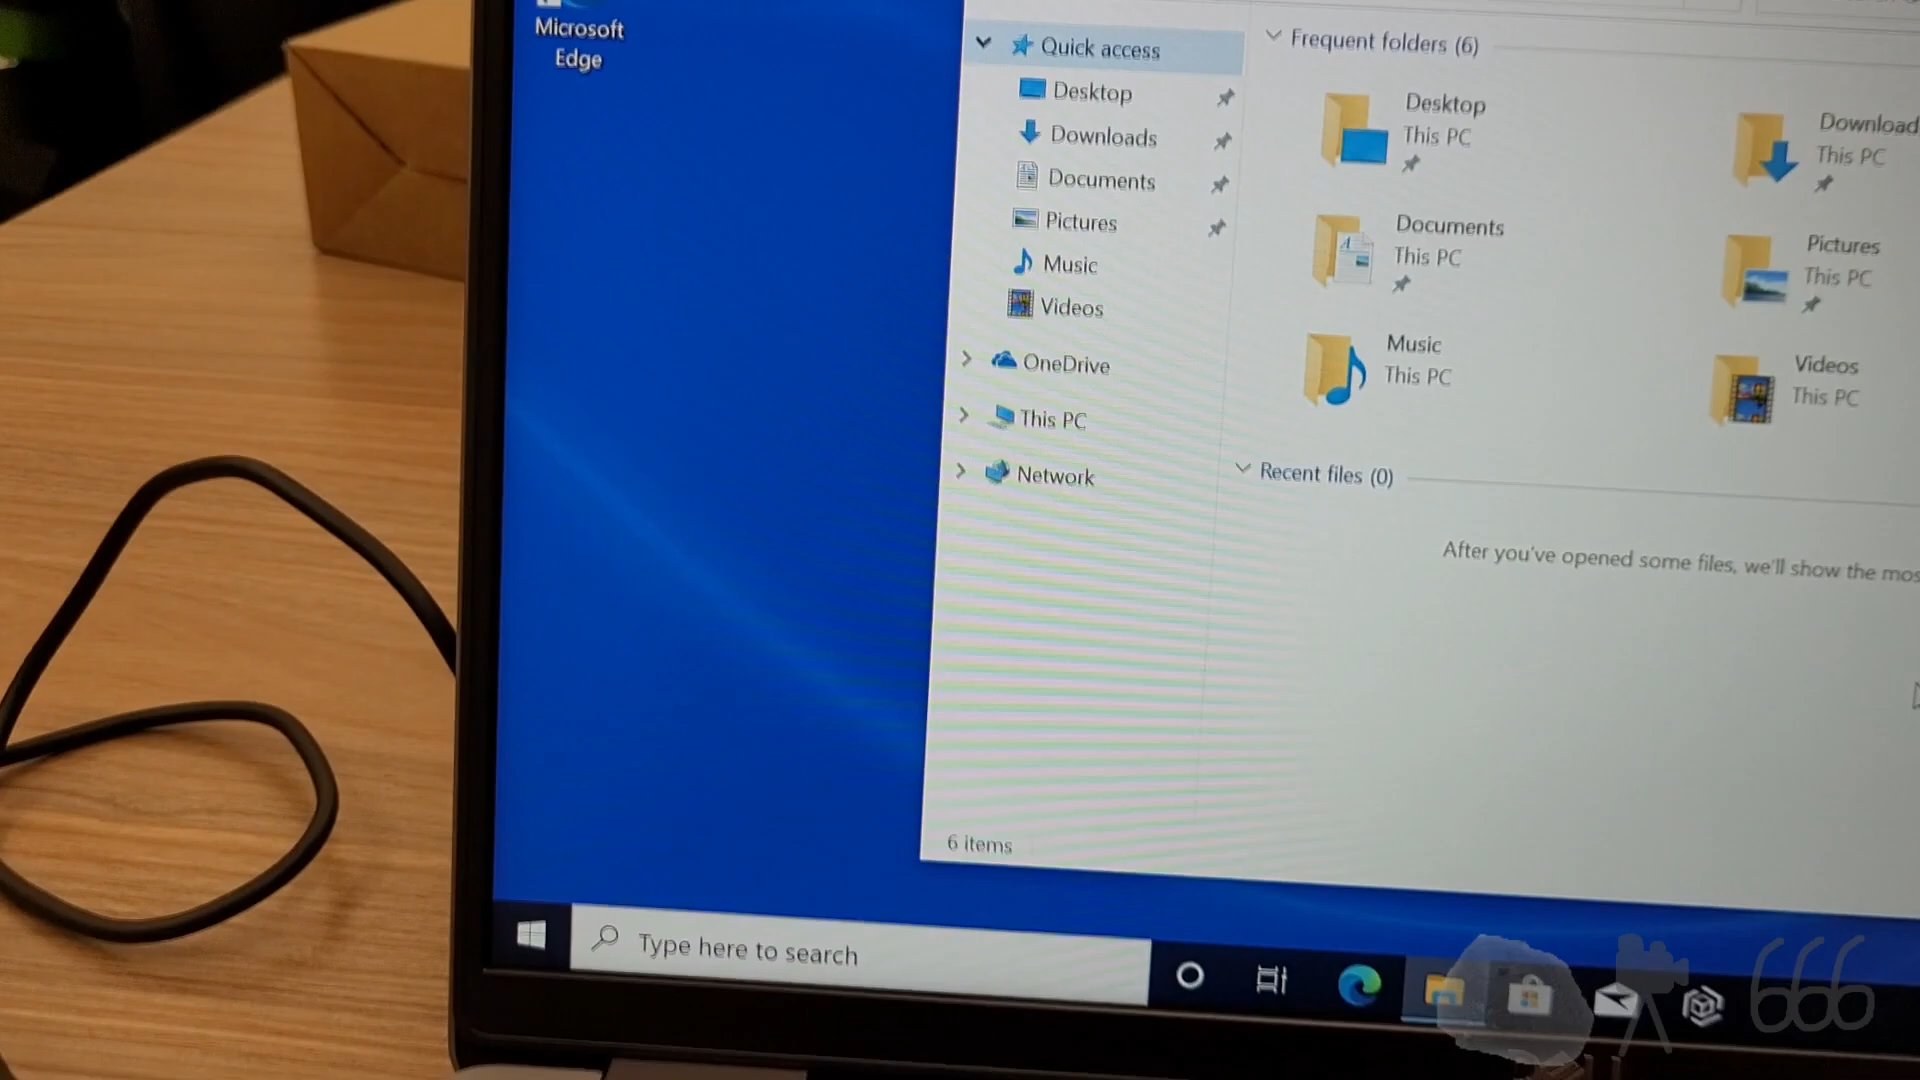 Microsoft
Edge
Quick access
Desktop
Downloads
Documents
Pictures
Music
Videos
OneDrive
This PC
Network
6 items
Frequent folders (6)
Desktop
This PC
Download
This PC
Documents
This PC
Pictures
This PC
Music
This PC
Videos
This PC
Recent files (0)
After you've opened some files, we'll show the mos
Type here to search
666